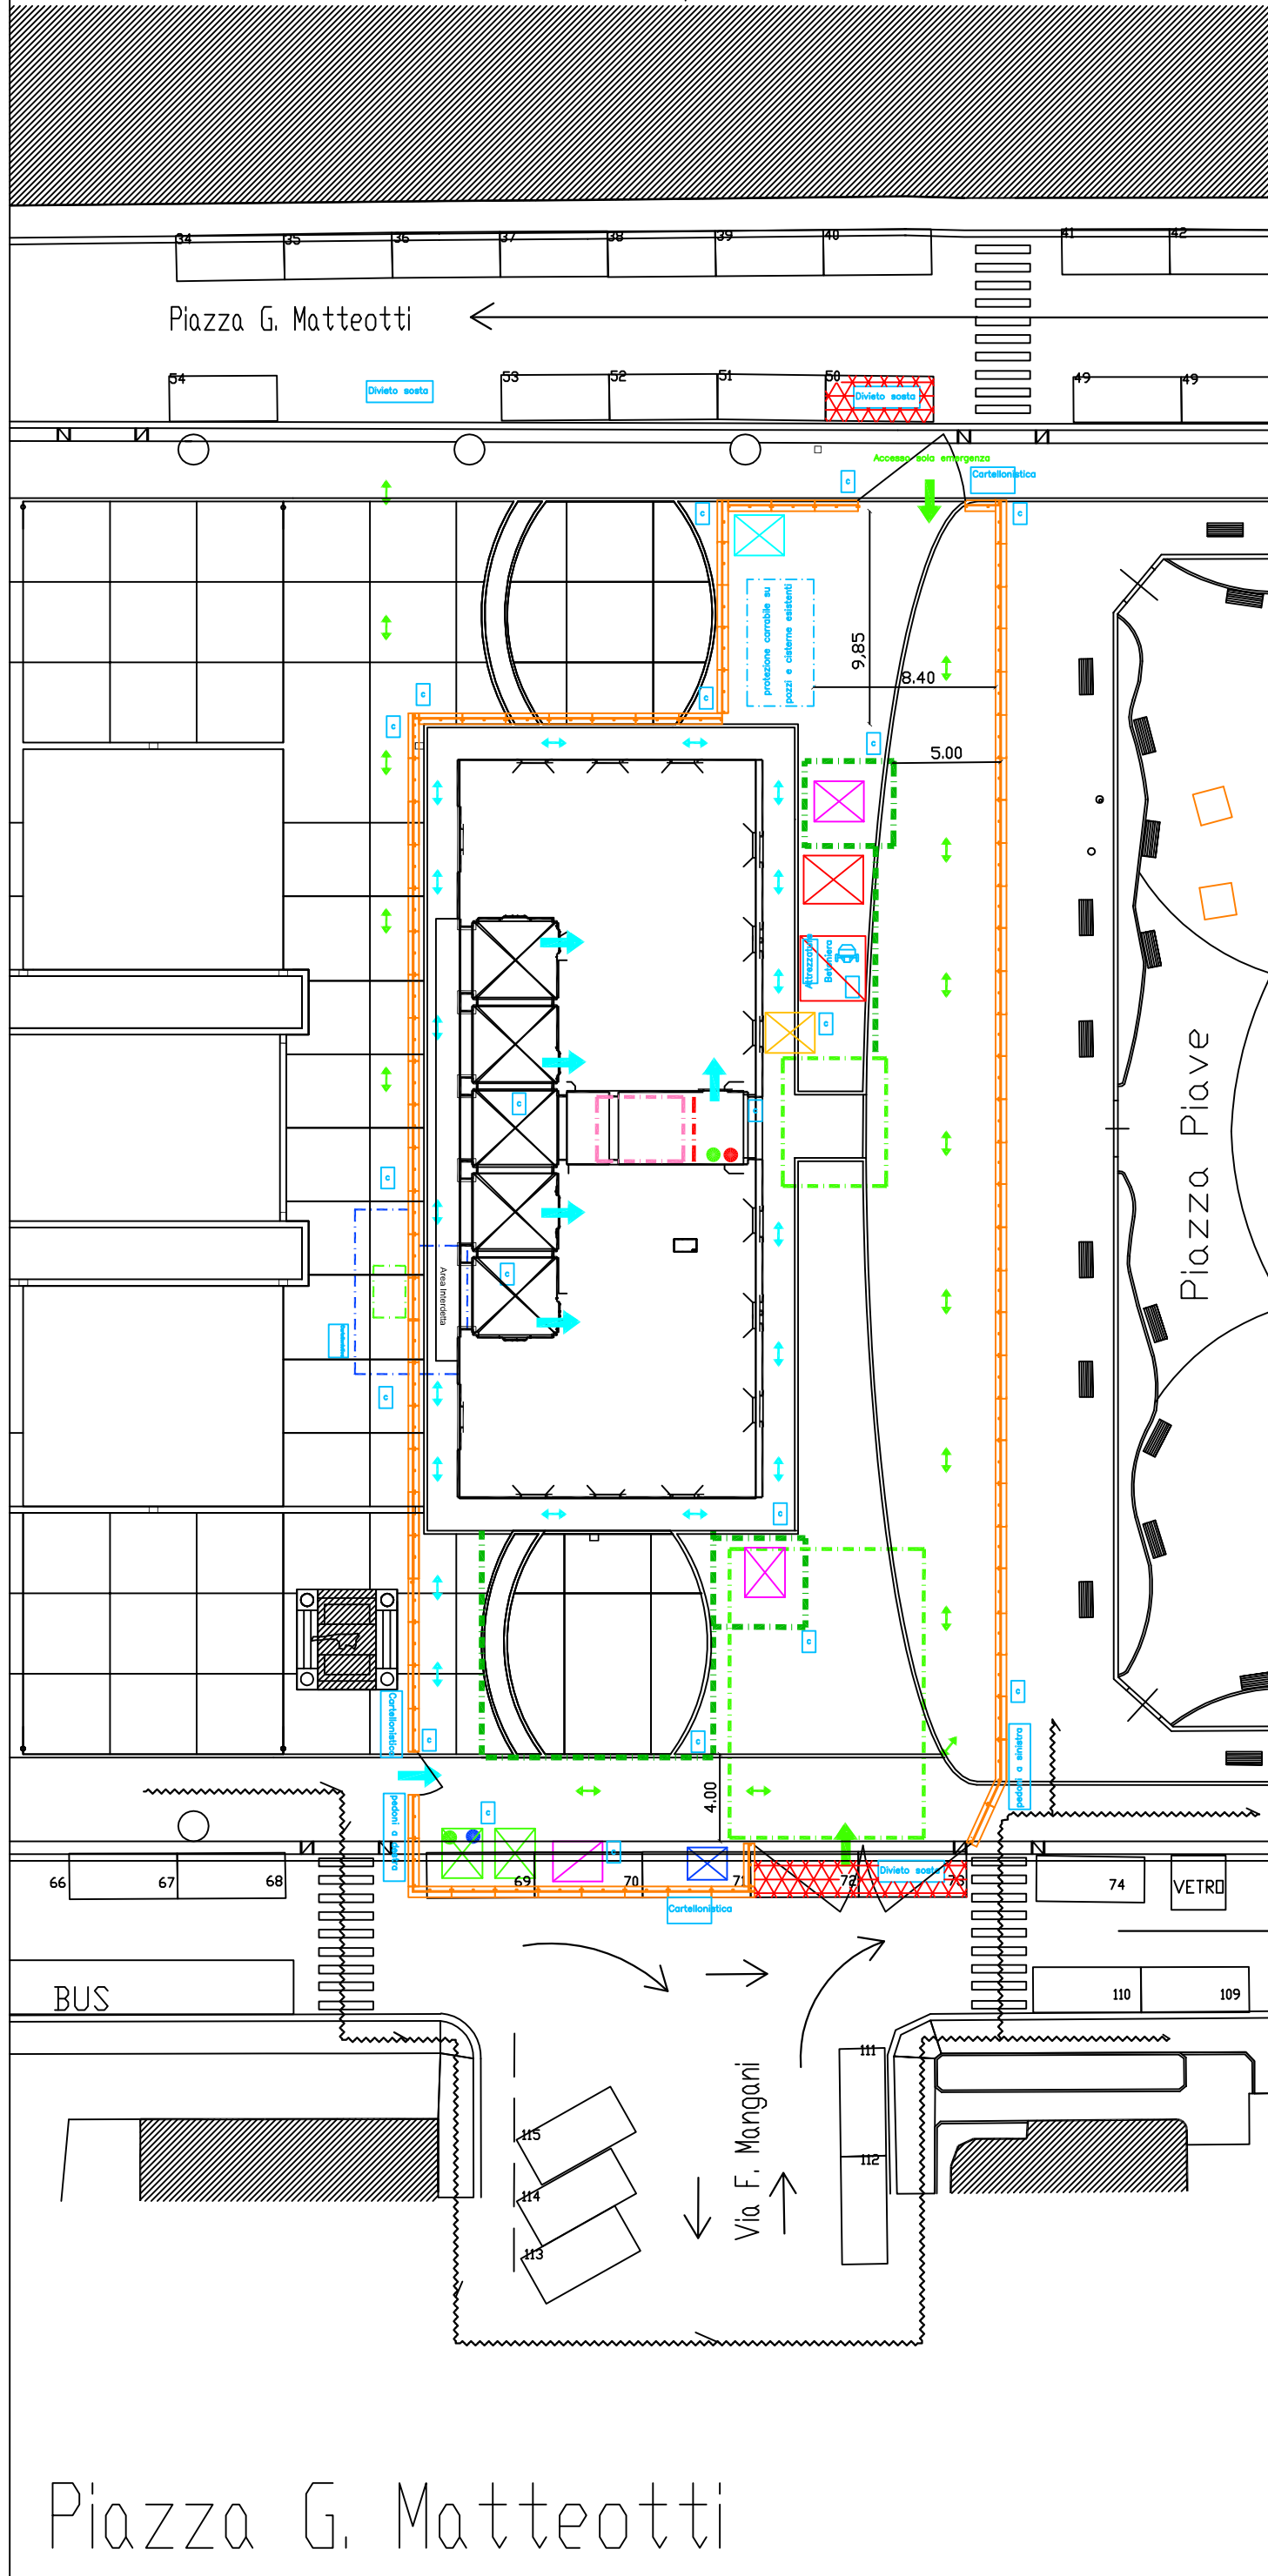 34 35 36 37 38 39 40 41 42
Piazza G. Matteotti
54 Divieto sosta 53 52 51 50 Divieto sosta 49 49
Accesso sola emergenza
Cartellonistica
c
c
c
protezione carrabile su
pozzi e cisterne esistenti
9,85
8.40
c
c
c
c
5.00
Attrezzature
Betoniera
c
c
c
Piazza Piave
c
c
Area Interdetta
c
c
c
c
Cartellonistica
c
c
pedoni a sinistra
pedoni a destra
4.00
c
c
66 67 68 69 70 71 72 73 74
Divieto sosta
VETRO
Cartellonistica
BUS
110 109
111
112
115
114
113
Via F. Mangani
Piazza G. Matteotti